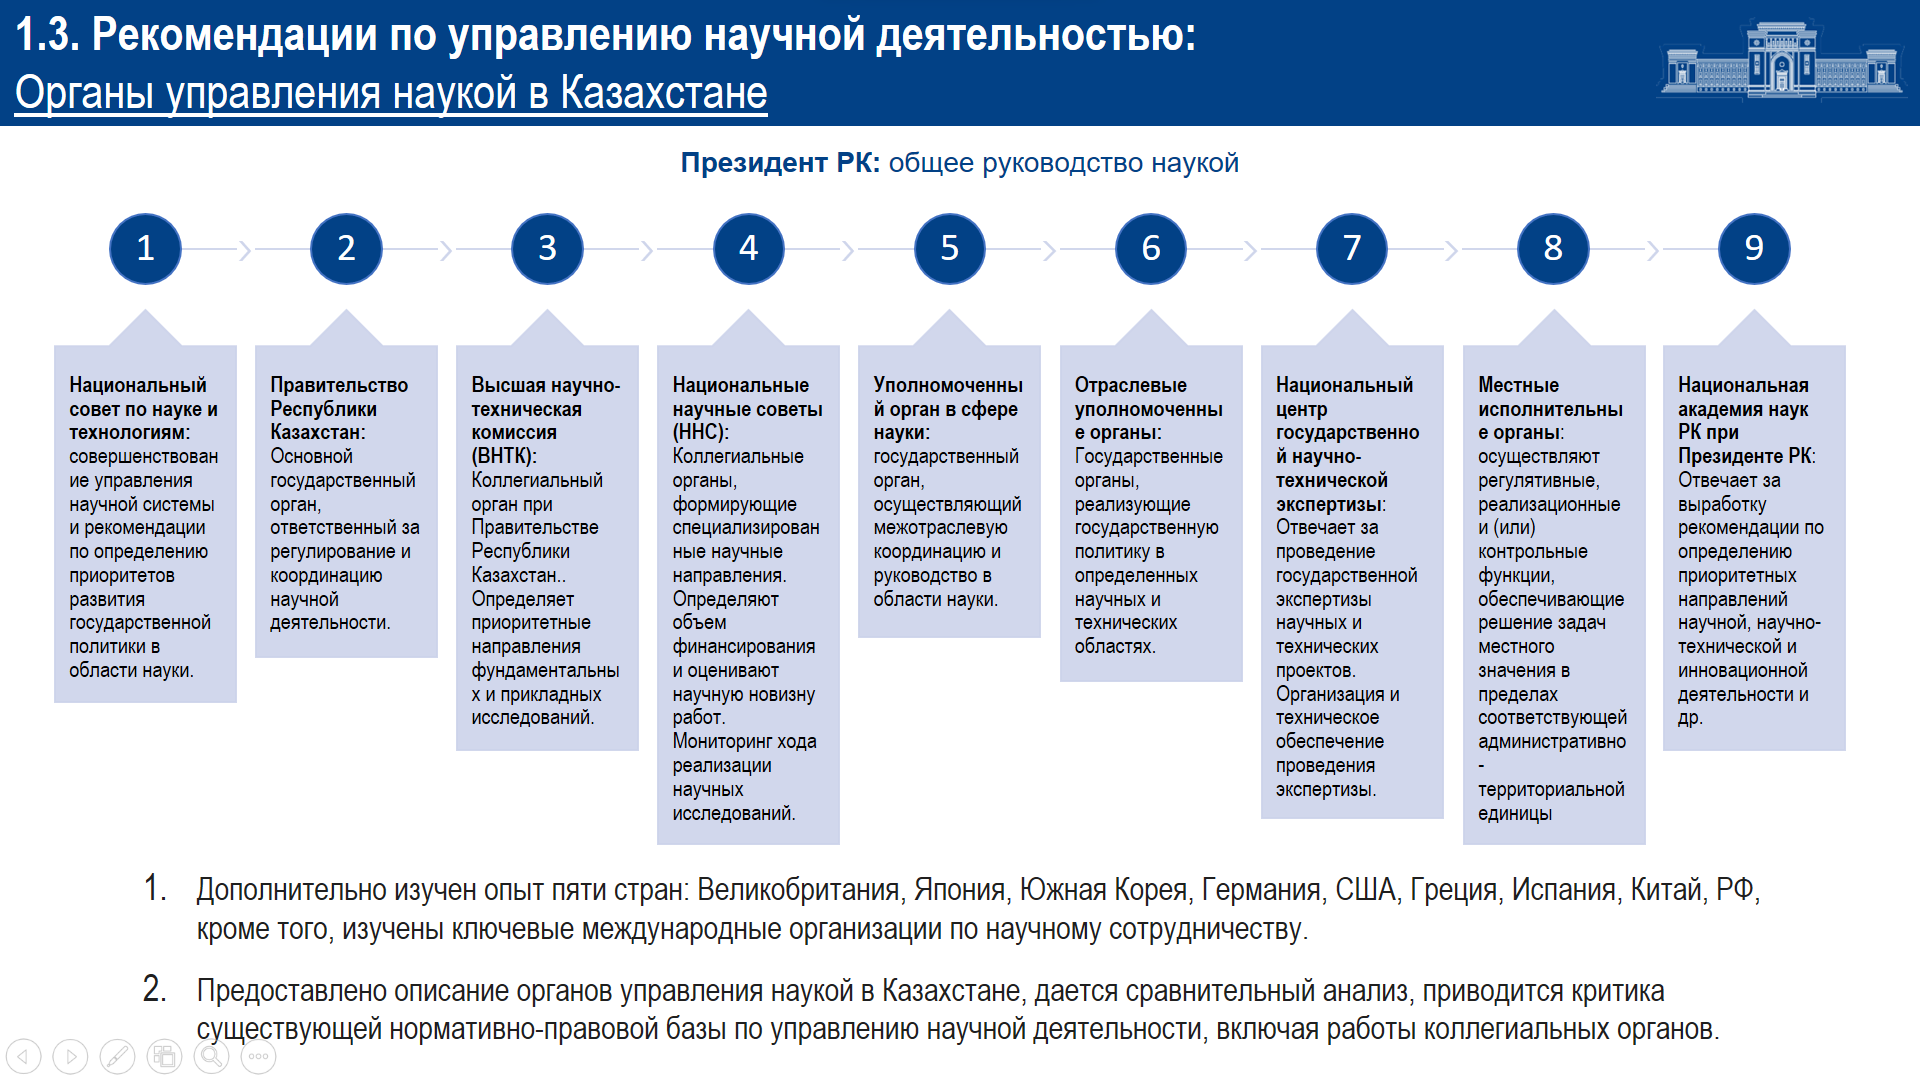 1.3. Рекомендации по управлению научной деятельностью:
Органы управления наукой в Казахстане
Президент РК: общее руководство наукой
1
2
3
4
5
6
7
8
9
Национальный
совет по науке и
технологиям:
совершенствован
ие управления
научной системы
и рекомендации
по определению
приоритетов
развития
государственной
политики в
области науки.
Правительство
Республики
Казахстан:
Основной
государственный
орган,
ответственный за
регулирование и
координацию
научной
деятельности.
Высшая научно-
техническая
комиссия
(ВНТК):
Коллегиальный
орган при
Правительстве
Республики
Казахстан..
Определяет
приоритетные
направления
фундаментальны
х и прикладных
исследований.
Национальные
научные советы
(ННС):
Коллегиальные
органы,
формирующие
специализирован
ные научные
направления.
Определяют
объем
финансирования
и оценивают
научную новизну
работ.
Мониторинг хода
реализации
научных
исследований.
Уполномоченны
й орган в сфере
науки:
государственный
орган,
осуществляющий
межотраслевую
координацию и
руководство в
области науки.
Отраслевые
уполномоченны
е органы:
Государственные
органы,
реализующие
государственную
политику в
определенных
научных и
технических
областях.
Национальный
центр
государственно
й научно-
технической
экспертизы:
Отвечает за
проведение
государственной
экспертизы
научных и
технических
проектов.
Организация и
техническое
обеспечение
проведения
экспертизы.
Местные
исполнительны
е органы:
осуществляют
регулятивные,
реализационные
и (или)
контрольные
функции,
обеспечивающие
решение задач
местного
значения в
пределах
соответствующей
административно
-
территориальной
единицы
Национальная
академия наук
РК при
Президенте РК:
Отвечает за
выработку
рекомендации по
определению
приоритетных
направлений
научной, научно-
технической и
инновационной
деятельности и
др.
1. Дополнительно изучен опыт пяти стран: Великобритания, Япония, Южная Корея, Германия, США, Греция, Испания, Китай, РФ,
кроме того, изучены ключевые международные организации по научному сотрудничеству.
2. Предоставлено описание органов управления наукой в Казахстане, дается сравнительный анализ, приводится критика
существующей нормативно-правовой базы по управлению научной деятельности, включая работы коллегиальных органов.